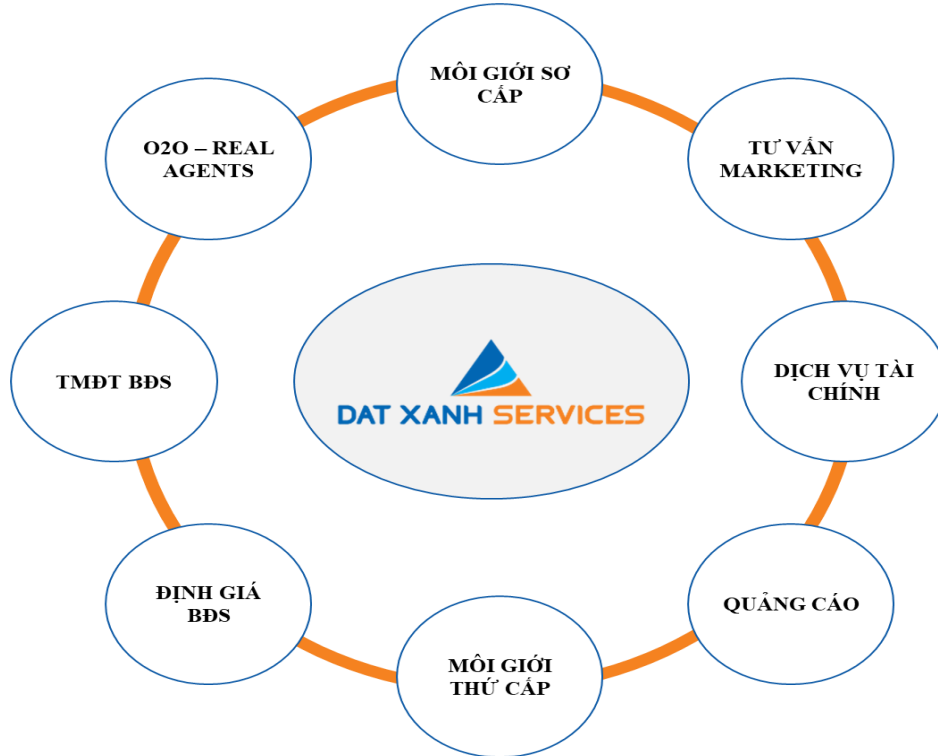 MÔI GIỚI SƠ
CẤP
TƯ VẤN
MARKETING
DỊCH VỤ TÀI
CHÍNH
QUẢNG CÁO
MÔI GIỚI
THỨ CẤP
ĐỊNH GIÁ
BĐS
TMĐT BĐS
O2O – REAL
AGENTS
DAT XANH SERVICES